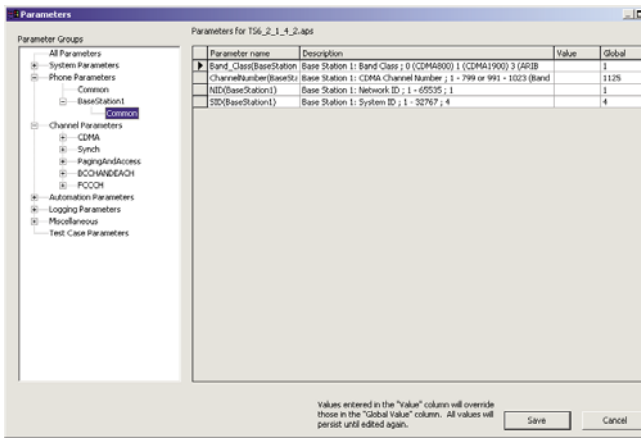 Parameters
Parameter Groups
All Parameters
System Parameters
Phone Parameters
Common
BaseStation1
Common
Channel Parameters
CDMA
Synch
PagingAndAccess
BCCHANDEACH
FCCCH
Automation Parameters
Logging Parameters
Miscellaneous
Test Case Parameters
Parameters for TS6_2_1_4_2.aps
Parameter name Description Value Global
Band_Class(BaseStation Base Station 1: Band Class ; 0 (CDMA800) 1 (CDMA1900) 3 (ARIB 1
ChannelNumber(BaseSta Base Station 1: CDMA Channel Number ; 1 - 799 or 991 - 1023 (Band 1125
NID(BaseStation1) Base Station 1: Network ID ; 1 - 65535 ; 1 1
SID(BaseStation1) Base Station 1: System ID ; 1 - 32767 ; 4 4
Values entered in the "Value" column will override
those in the "Global Value" column. All values will
persist until edited again.
Save Cancel